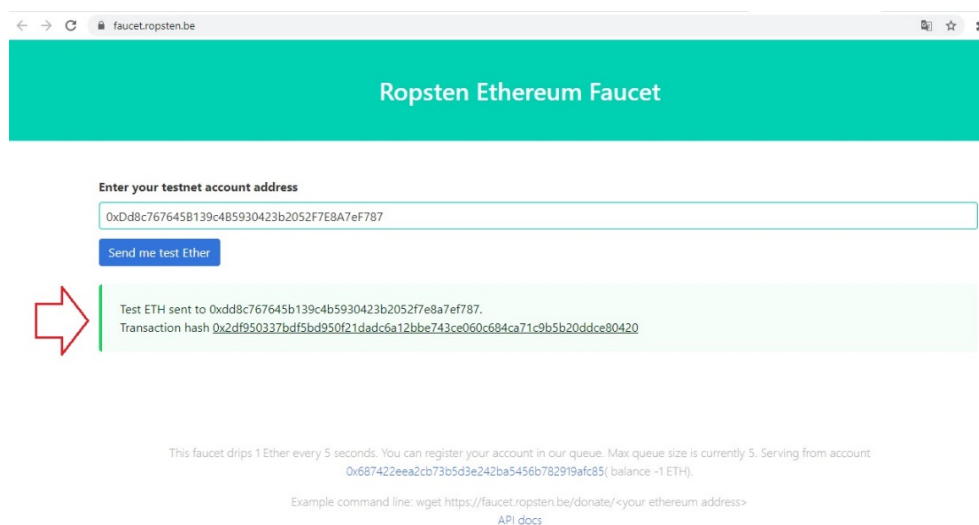 faucet.ropsten.be
Ropsten Ethereum Faucet
Enter your testnet account address
0xDd8c767645B139c4B5930423b2052F7E8A7eF787
Send me test Ether
Test ETH sent to 0xdd8c767645b139c4b5930423b2052f7e8a7ef787.
Transaction hash 0x2df950337bdf5bd950f21dadc6a12bbe743ce060c684ca71c9b5b20ddce80420
This faucet drips 1 Ether every 5 seconds. You can register your account in our queue. Max queue size is currently 5. Serving from account
0x687422eea2cb73b5d3e242ba5456b782919afc85( balance ~1 ETH).
Example command line: wget https://faucet.ropsten.be/donate/<your ethereum address>
API docs